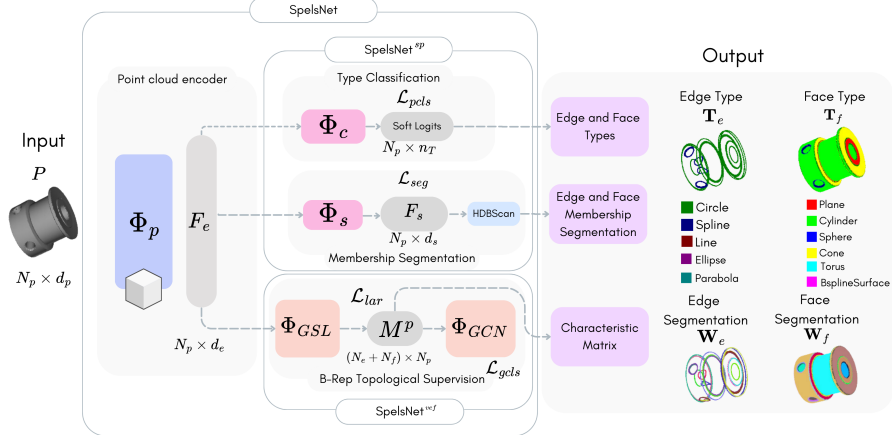 SpelsNet
SpelsNet^sp
Output
Point cloud encoder
Type Classification
ℒ_pcls
Φ_c
Soft Logits
N_p × n_T
Edge and Face
Types
Edge Type
T_e
Face Type
T_f
Input
P
N_p × d_p
Φ_p
F_e
N_p × d_e
ℒ_seg
Φ_s
F_s
N_p × d_s
HDBScan
Membership Segmentation
Edge and Face
Membership
Segmentation
Circle
Spline
Line
Ellipse
Parabola
Plane
Cylinder
Sphere
Cone
Torus
BsplineSurface
ℒ_lar
Φ_GSL
M^p
(N_e + N_f) × N_p
Φ_GCN
ℒ_gcls
B-Rep Topological Supervision
Characteristic
Matrix
Edge
Segmentation
W_e
Face
Segmentation
W_f